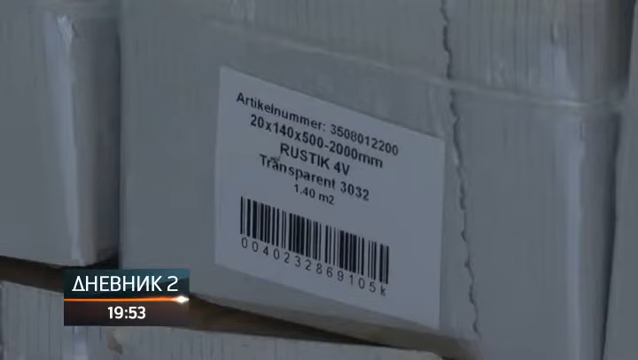 Artikelnummer: 3508012200
20x140x500-2000mm
RUSTIK 4V
Transparent 3032
1.40 m2
0040232869105k
ДНЕВНИК 2
19:53